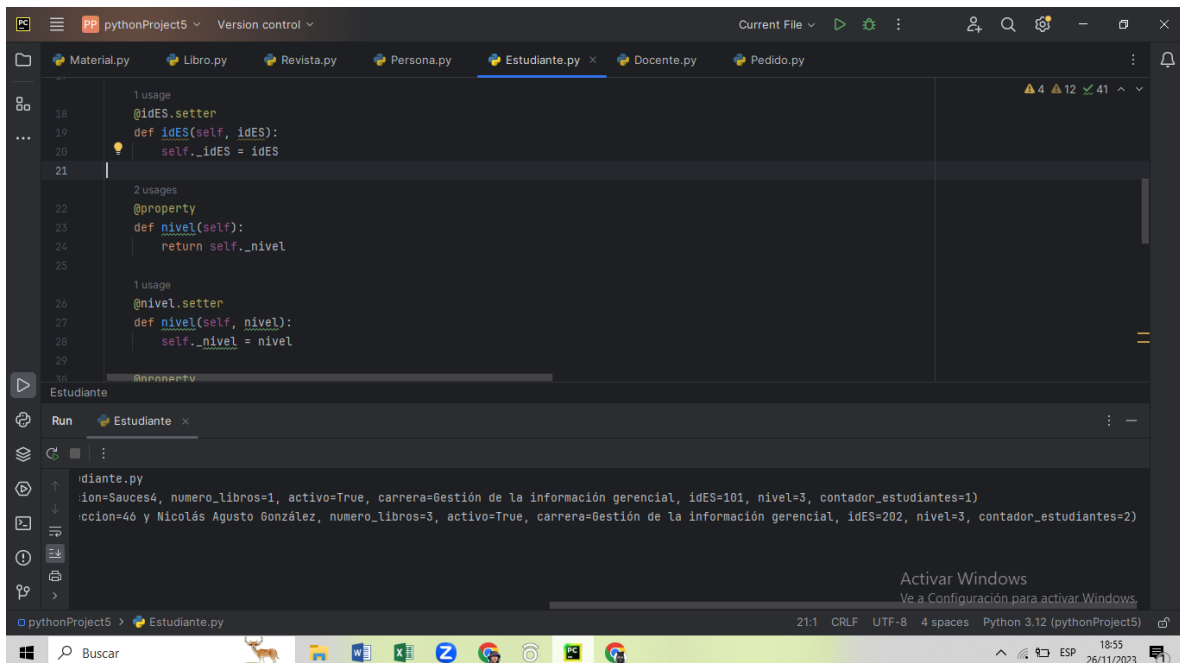 PC
PP pythonProject5 Version control Current File
Material.py Libro.py Revista.py Persona.py Estudiante.py Docente.py Pedido.py
4 12 41
1 usage
18 @idES.setter
19 def idES(self, idES):
20 self._idES = idES
21
2 usages
22 @property
23 def nivel(self):
24 return self._nivel
25
1 usage
26 @nivel.setter
27 def nivel(self, nivel):
28 self._nivel = nivel
29
30 @property
Estudiante
Run Estudiante
diante.py
ion=Sauces4, numero_libros=1, activo=True, carrera=Gestión de la información gerencial, idES=101, nivel=3, contador_estudiantes=1)
ccion=46 y Nicolás Agusto González, numero_libros=3, activo=True, carrera=Gestión de la información gerencial, idES=202, nivel=3, contador_estudiantes=2)
Activar Windows
Ve a Configuración para activar Windows.
pythonProject5 > Estudiante.py 21:1 CRLF UTF-8 4 spaces Python 3.12 (pythonProject5)
Buscar ESP 18:55
26/11/2023